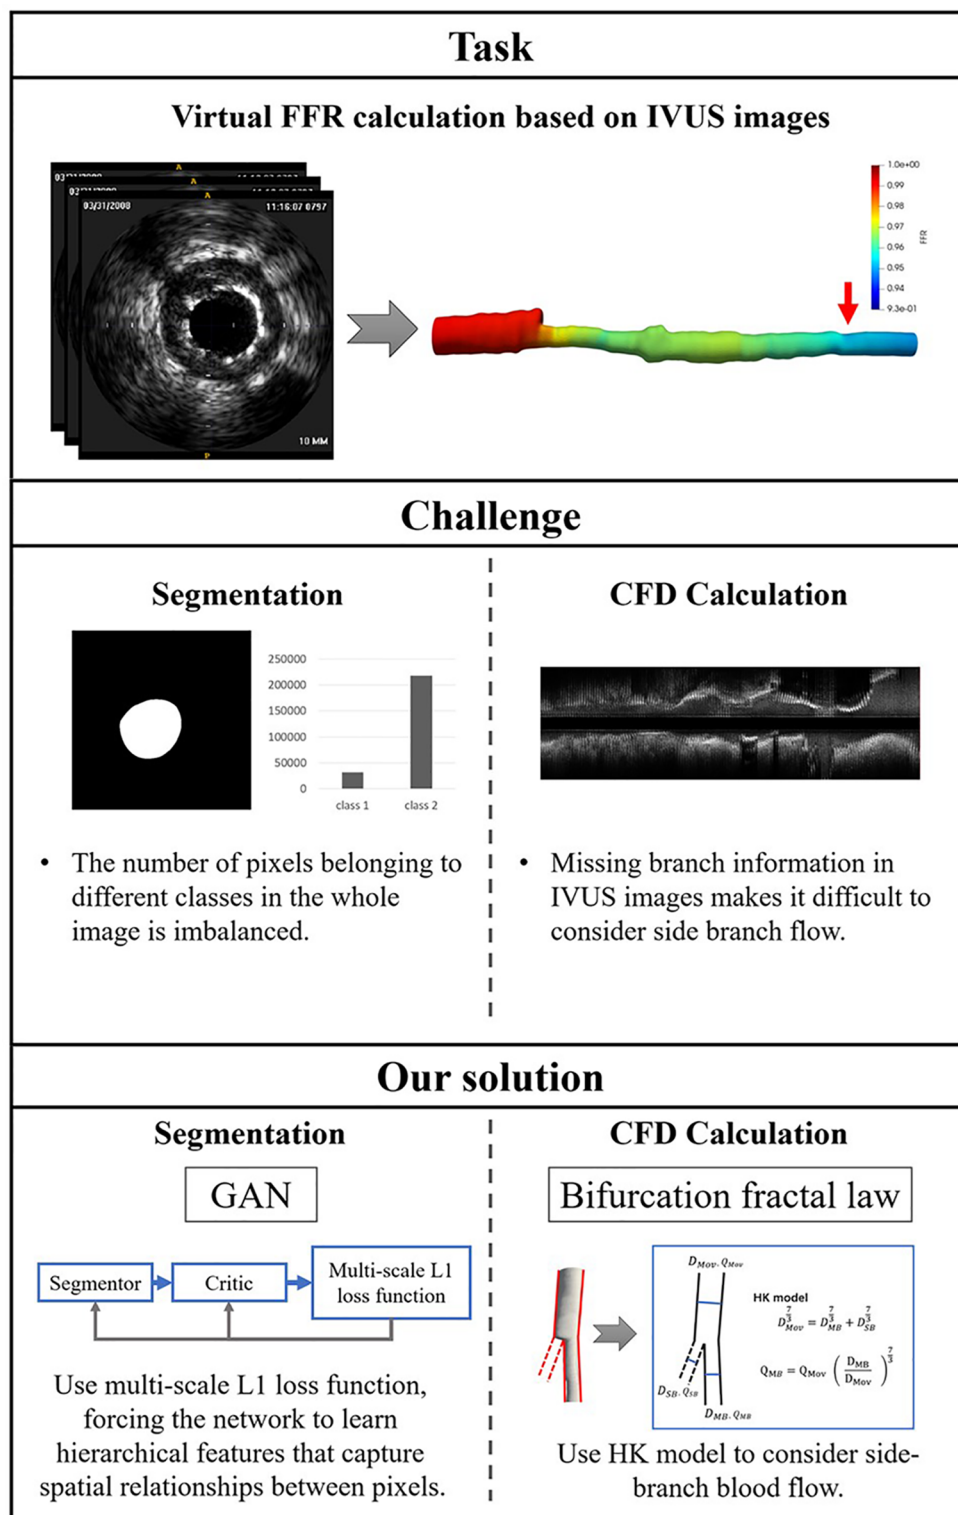 Task
Virtual FFR calculation based on IVUS images
A
A
A
03/31/2008
11:16:07 0797
10 MM
P
1.0e+00
0.99
0.98
0.97
0.96
0.95
0.94
9.3e-01
FFR
Challenge
Segmentation
250000
200000
150000
100000
50000
0
class 1
class 2
• The number of pixels belonging to
different classes in the whole
image is imbalanced.
CFD Calculation
• Missing branch information in
IVUS images makes it difficult to
consider side branch flow.
Our solution
Segmentation
GAN
Segmentor
Critic
Multi-scale L1
loss function
Use multi-scale L1 loss function,
forcing the network to learn
hierarchical features that capture
spatial relationships between pixels.
CFD Calculation
Bifurcation fractal law
D_Mov, Q_Mov
HK model
D_Mov^(7/3) = D_MB^(7/3) + D_SB^(7/3)
Q_MB = Q_Mov (D_MB/D_Mov)^(7/3)
D_SB, Q_SB
D_MB, Q_MB
Use HK model to consider side-
branch blood flow.